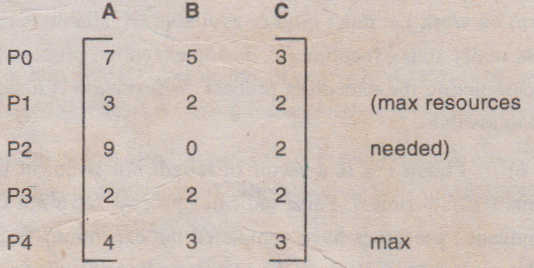 A B C
P0 7 5 3
P1 3 2 2 (max resources
P2 9 0 2 needed)
P3 2 2 2
P4 4 3 3 max